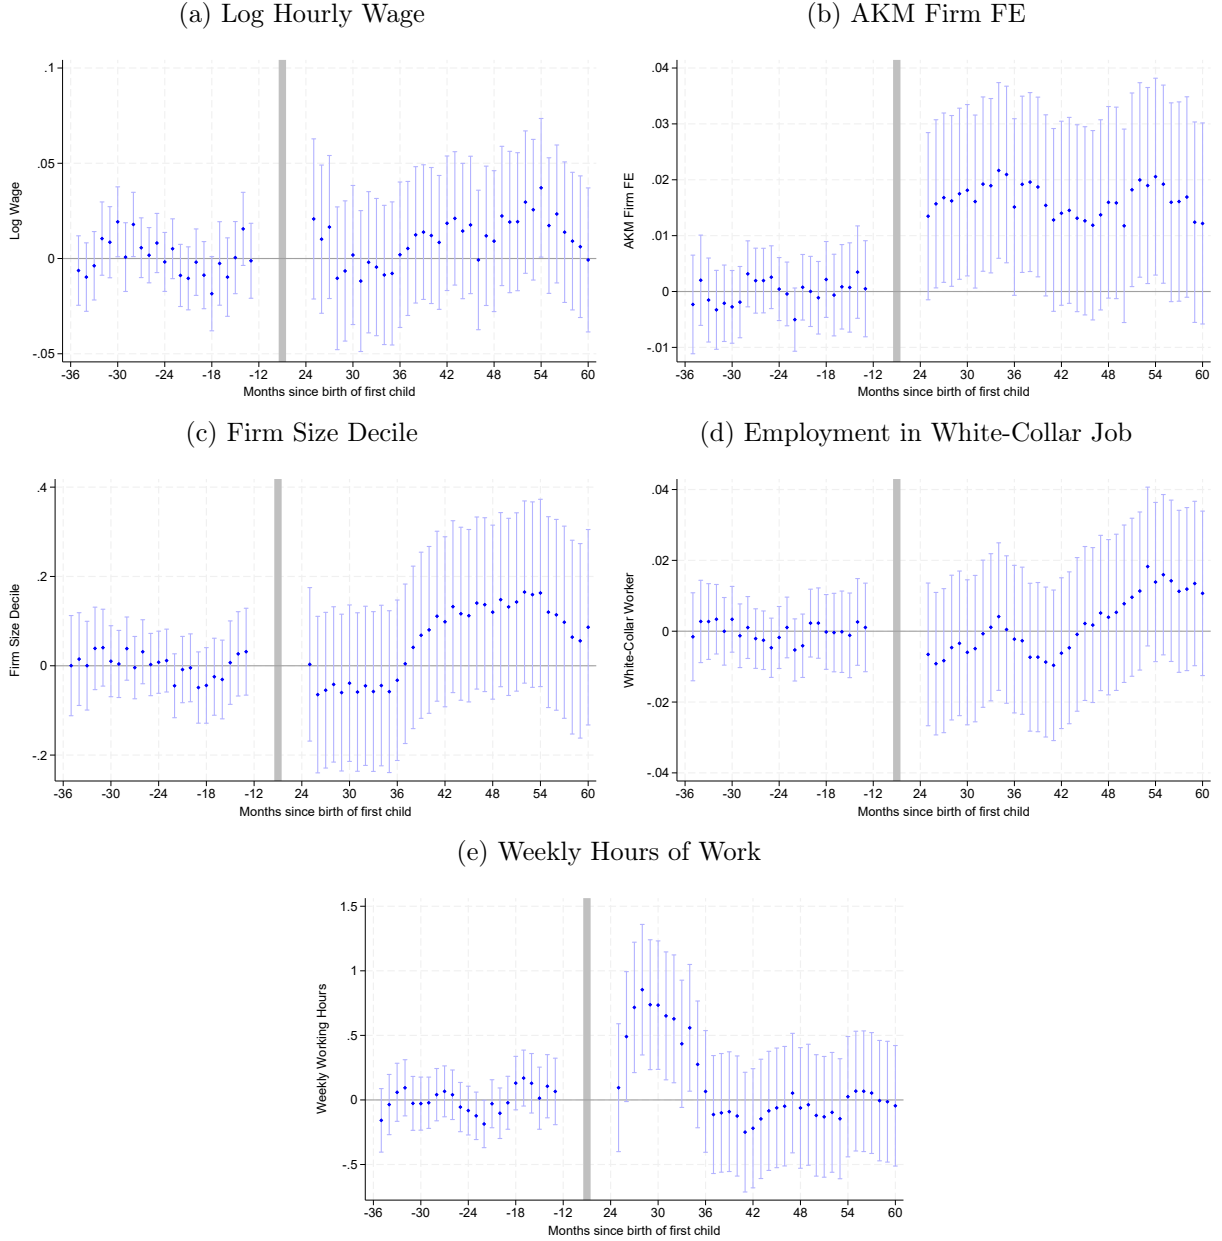 (a) Log Hourly Wage
.1
.05
0
-.05
Log Wage
-36 -30 -24 -18 -12 24 30 36 42 48 54 60
Months since birth of first child
(b) AKM Firm FE
.04
.03
.02
.01
0
-.01
AKM Firm FE
-36 -30 -24 -18 -12 24 30 36 42 48 54 60
Months since birth of first child
(c) Firm Size Decile
.4
.2
0
-.2
Firm Size Decile
-36 -30 -24 -18 -12 24 30 36 42 48 54 60
Months since birth of first child
(d) Employment in White-Collar Job
.04
.02
0
-.02
-.04
White-Collar Worker
-36 -30 -24 -18 -12 24 30 36 42 48 54 60
Months since birth of first child
(e) Weekly Hours of Work
1.5
1
.5
0
-.5
Weekly Working Hours
-36 -30 -24 -18 -12 24 30 36 42 48 54 60
Months since birth of first child